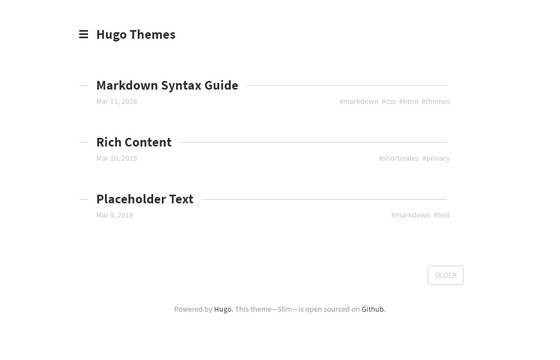 Hugo Themes
Markdown Syntax Guide
Mar 11, 2019 #markdown #css #html #themes
Rich Content
Mar 10, 2019 #shortcodes #privacy
Placeholder Text
Mar 9, 2019 #markdown #text
OLDER
Powered by Hugo. This theme—Slim—is open sourced on Github.